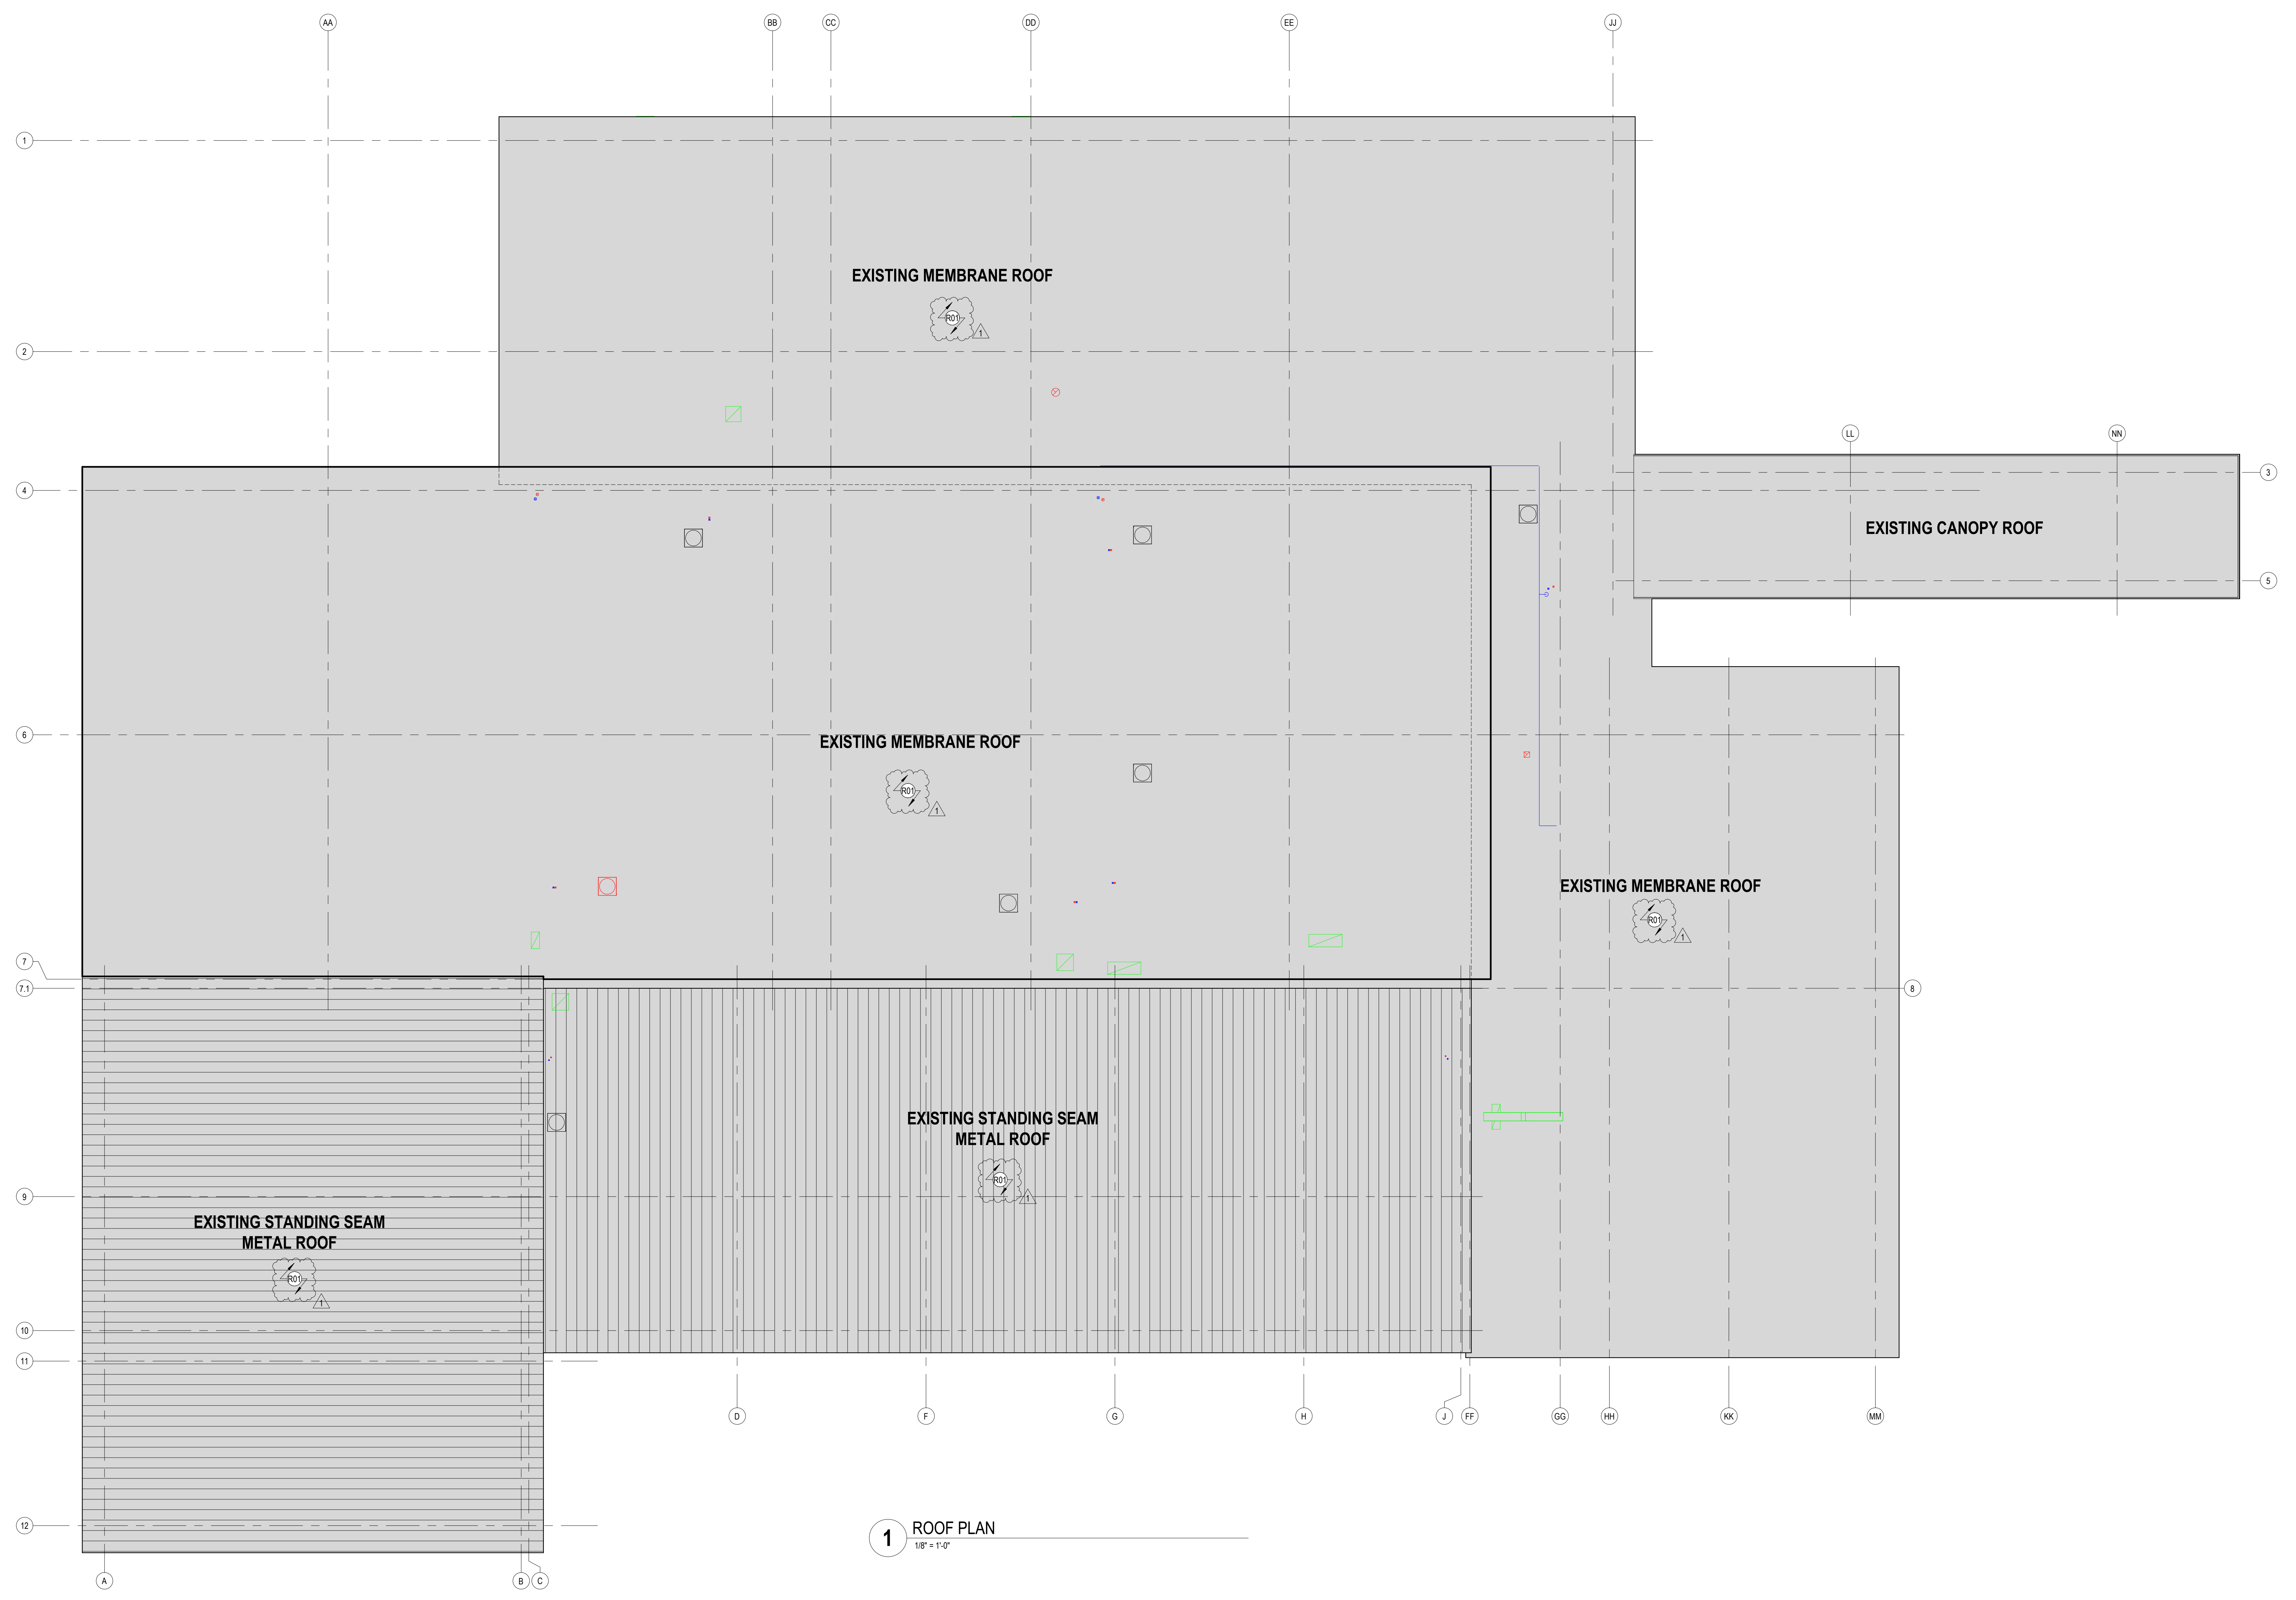 AA
BB
CC
DD
EE
JJ
1
EXISTING MEMBRANE ROOF
R01
1
2
LL
NN
3
4
EXISTING CANOPY ROOF
5
6
EXISTING MEMBRANE ROOF
R01
1
EXISTING MEMBRANE ROOF
R01
1
7
7.1
8
EXISTING STANDING SEAM
METAL ROOF
R01
1
9
EXISTING STANDING SEAM
METAL ROOF
R01
1
10
11
D
F
G
H
J
FF
GG
HH
KK
MM
12
1
ROOF PLAN
1/8" = 1'-0"
A
B
C